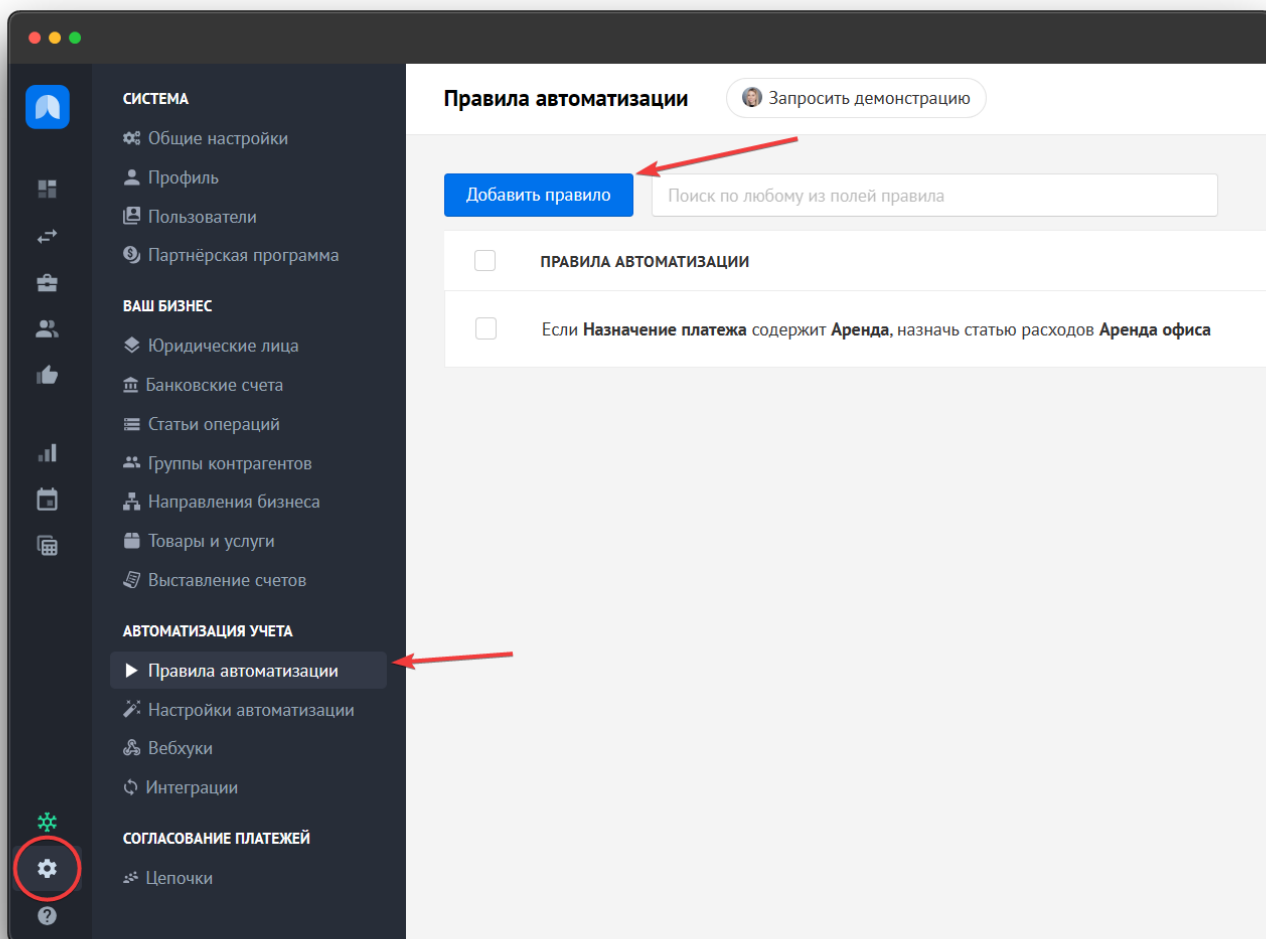 СИСТЕМА
Общие настройки
Профиль
Пользователи
Партнёрская программа
ВАШ БИЗНЕС
Юридические лица
Банковские счета
Статьи операций
Группы контрагентов
Направления бизнеса
Товары и услуги
Выставление счетов
АВТОМАТИЗАЦИЯ УЧЕТА
Правила автоматизации
Настройки автоматизации
Вебхуки
Интеграции
СОГЛАСОВАНИЕ ПЛАТЕЖЕЙ
Цепочки
Правила автоматизации
Запросить демонстрацию
Добавить правило
Поиск по любому из полей правила
ПРАВИЛА АВТОМАТИЗАЦИИ
Если Назначение платежа содержит Аренда, назначь статью расходов Аренда офиса